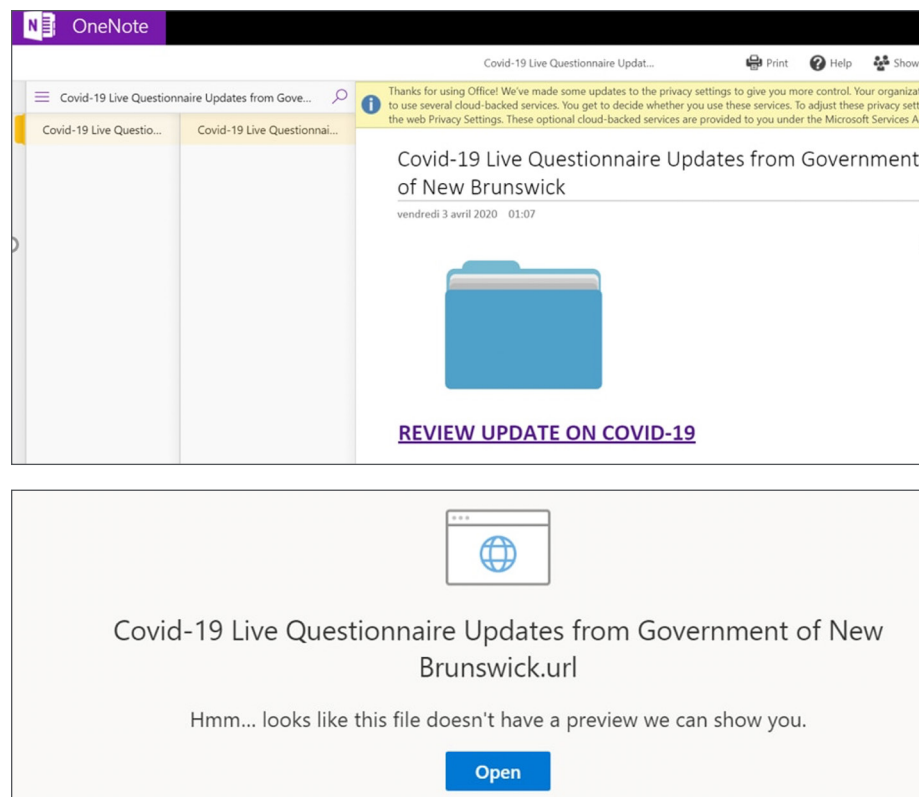 OneNote
Covid-19 Live Questionnaire Updat...
Print
Help
Show
Covid-19 Live Questionnaire Updates from Gove...
Thanks for using Office! We've made some updates to the privacy settings to give you more control. Your organizat
to use several cloud-backed services. You get to decide whether you use these services. To adjust these privacy sett
the web Privacy Settings. These optional cloud-backed services are provided to you under the Microsoft Services A
Covid-19 Live Questio...
Covid-19 Live Questionnai...
Covid-19 Live Questionnaire Updates from Government
of New Brunswick
vendredi 3 avril 2020 01:07
REVIEW UPDATE ON COVID-19
Covid-19 Live Questionnaire Updates from Government of New
Brunswick.url
Hmm... looks like this file doesn't have a preview we can show you.
Open